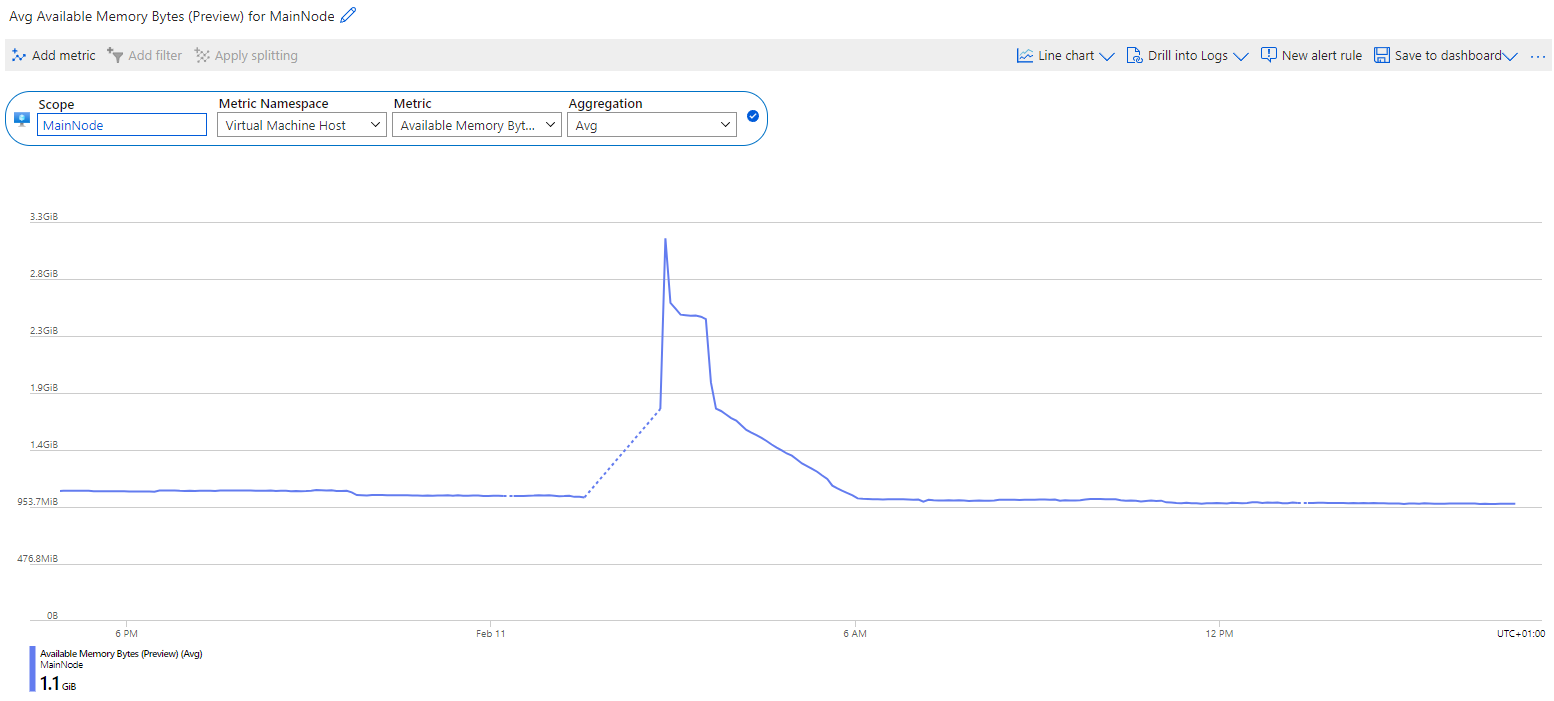 Avg Available Memory Bytes (Preview) for MainNode
Add metric Add filter Apply splitting Line chart Drill into Logs New alert rule Save to dashboard ...
Scope Metric Namespace Metric Aggregation
MainNode Virtual Machine Host Available Memory Byt... Avg
3.3GiB
2.8GiB
2.3GiB
1.9GiB
1.4GiB
953.7MiB
476.8MiB
0B
6 PM Feb 11 6 AM 12 PM UTC+01:00
Available Memory Bytes (Preview) (Avg)
MainNode
1.1 GiB